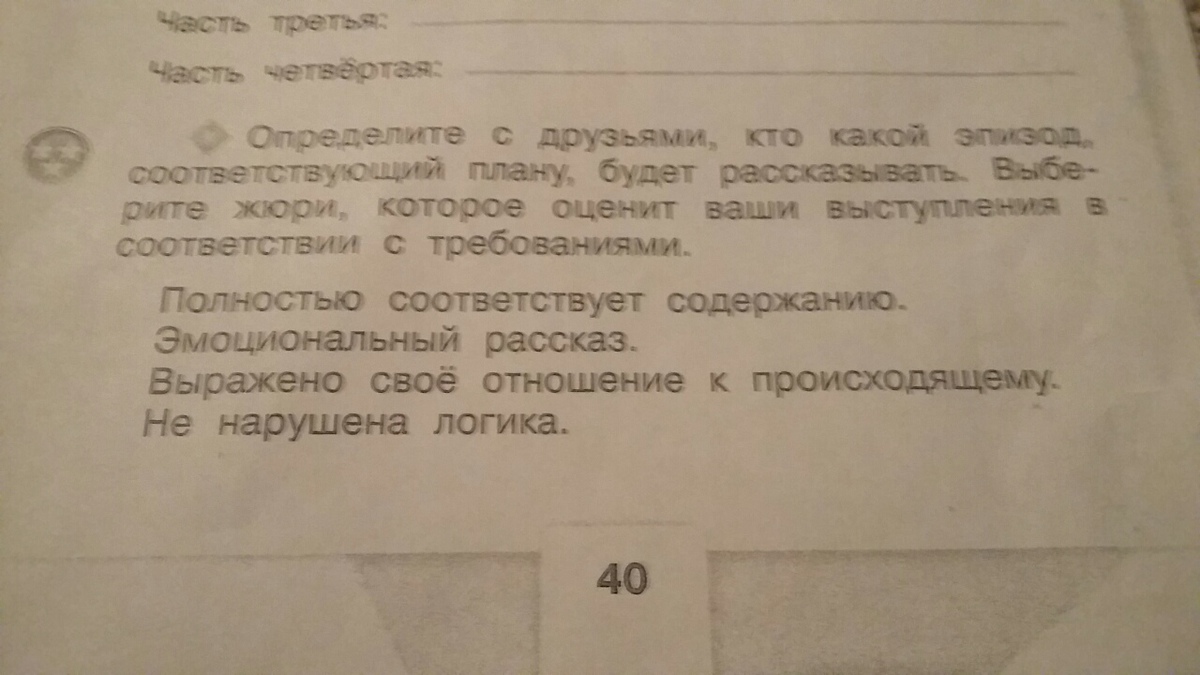 Часть третья:
Часть четвёртая:
Определите с друзьями, кто какой эпизод,
соответствующий плану, будет рассказывать. Выбе-
рите жюри, которое оценит ваши выступления в
соответствии с требованиями.
Полностью соответствует содержанию.
Эмоциональный рассказ.
Выражено своё отношение к происходящему.
Не нарушена логика.
40